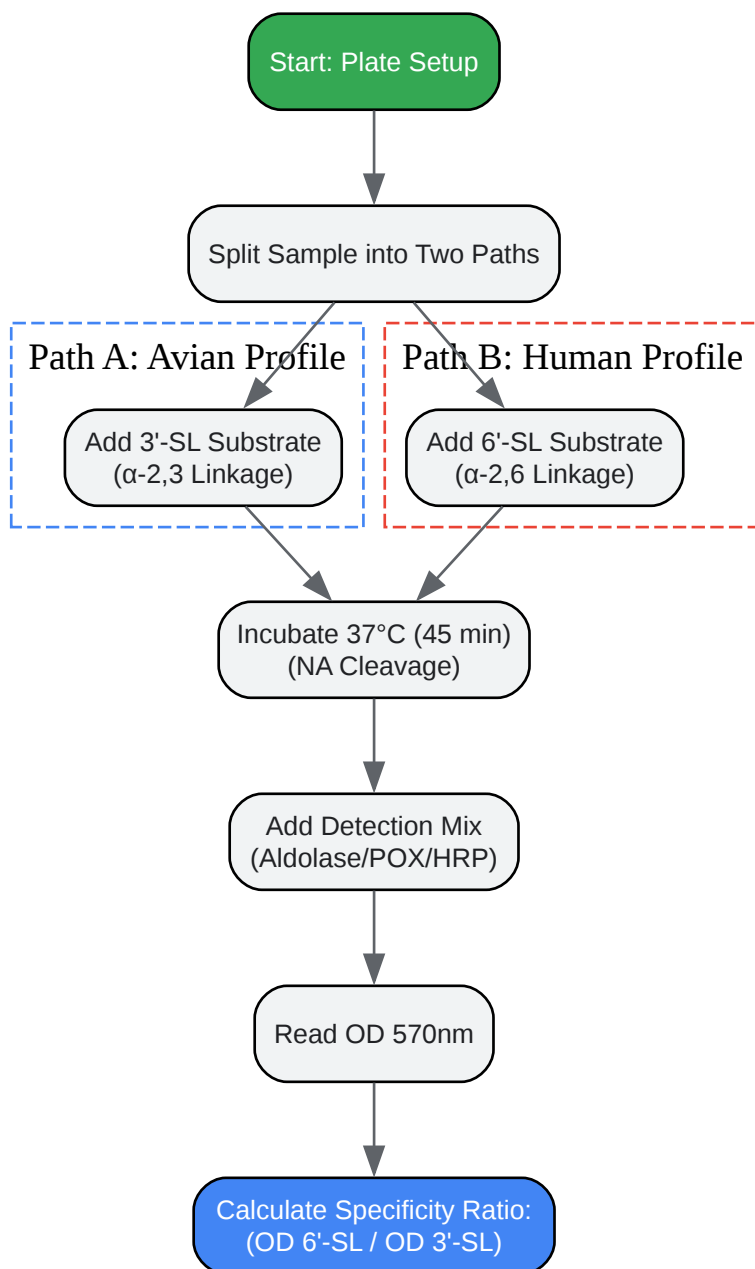 Start: Plate Setup
Split Sample into Two Paths
Path A: Avian Profile
Add 3'-SL Substrate
(α-2,3 Linkage)
Path B: Human Profile
Add 6'-SL Substrate
(α-2,6 Linkage)
Incubate 37°C (45 min)
(NA Cleavage)
Add Detection Mix
(Aldolase/POX/HRP)
Read OD 570nm
Calculate Specificity Ratio:
(OD 6'-SL / OD 3'-SL)